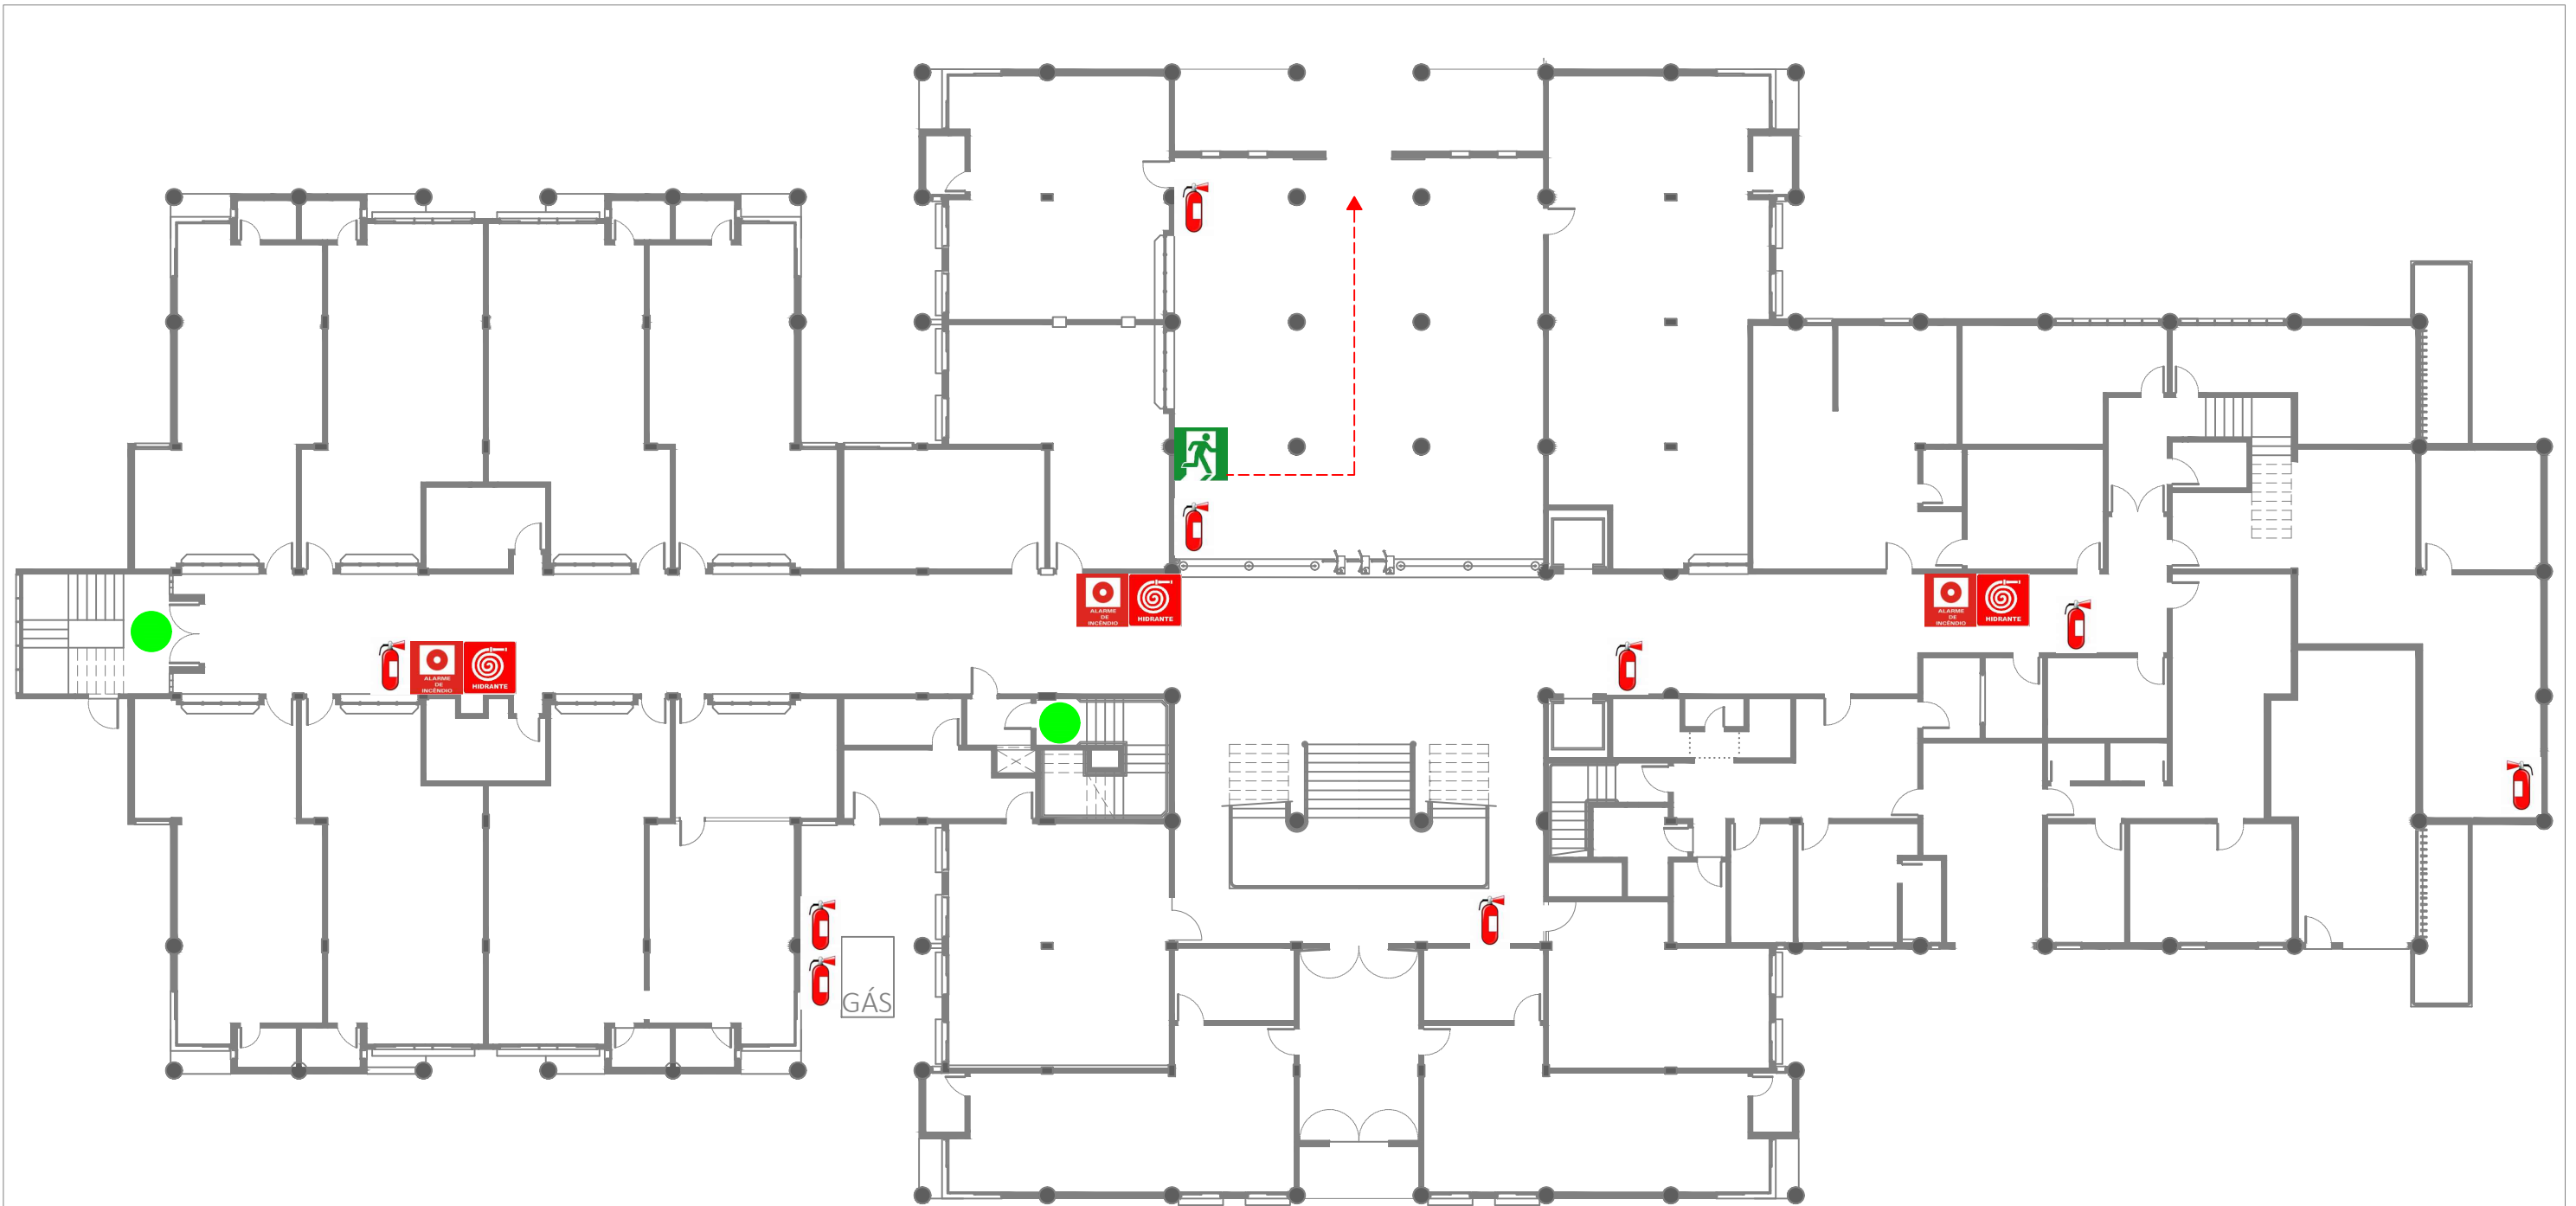 ALARME
DE
INCÊNDIO
HIDRANTE
ALARME
DE
INCÊNDIO
HIDRANTE
ALARME
DE
INCÊNDIO
HIDRANTE
GÁS